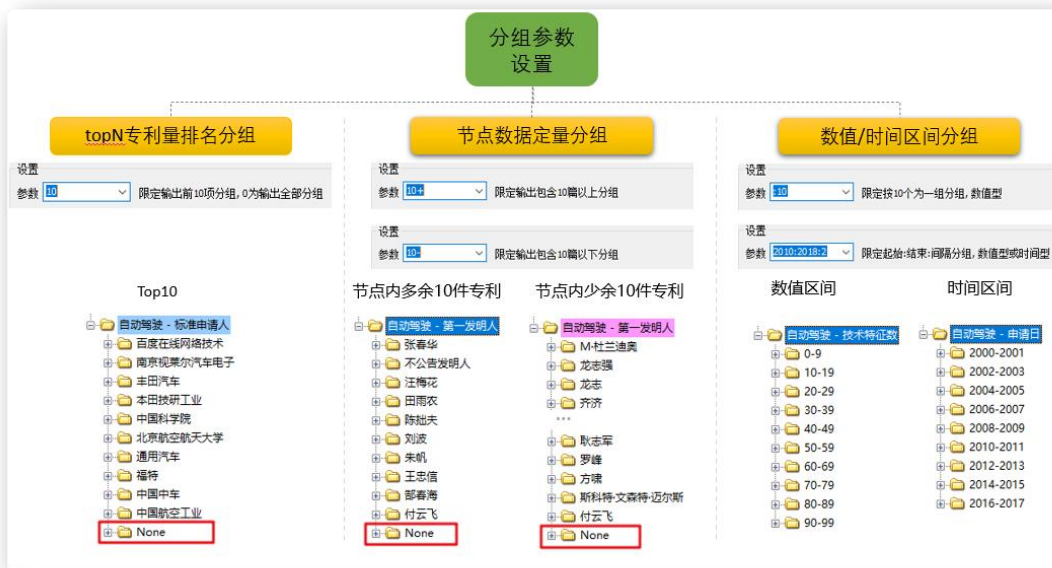 分组参数
设置
topN专利量排名分组
设置
参数 10 限定输出前10项分组, 0为输出全部分组
Top10
自动驾驶 - 标准申请人
百度在线网络技术
南京视莱尔汽车电子
丰田汽车
本田技研工业
中国科学院
北京航空航天大学
通用汽车
福特
中国中车
中国航空工业
None
节点数据定量分组
设置
参数 10+ 限定输出包含10篇以上分组
设置
参数 10- 限定输出包含10篇以下分组
节点内多余10件专利
自动驾驶 - 第一发明人
张春华
不公告发明人
汪梅花
田雨农
陈拙夫
刘波
朱帆
王忠信
郜春海
付云飞
None
节点内少余10件专利
自动驾驶 - 第一发明人
M·杜兰迪奥
龙志强
龙志
齐济
...
耿志军
罗峰
方啸
斯科特·文森特·迈尔斯
付云飞
None
数值/时间区间分组
设置
参数 :10 限定按10个为一组分组, 数值型
设置
参数 2010:2018:2 限定起始:结束:间隔分组, 数值型或时间型
数值区间
自动驾驶 - 技术特征数
0-9
10-19
20-29
30-39
40-49
50-59
60-69
70-79
80-89
90-99
时间区间
自动驾驶 - 申请日
2000-2001
2002-2003
2004-2005
2006-2007
2008-2009
2010-2011
2012-2013
2014-2015
2016-2017